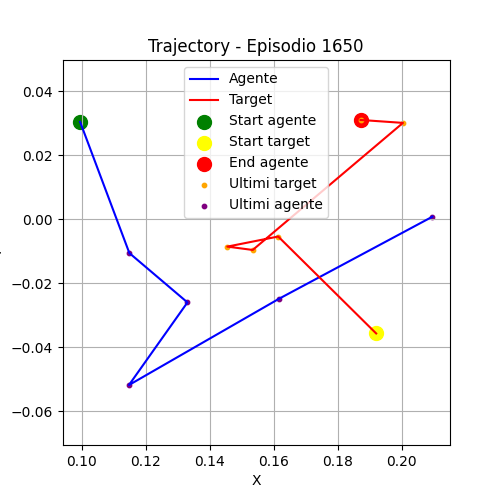 Trajectory - Episodio 1650
Agente
Target
Start agente
Start target
End agente
Ultimi target
Ultimi agente
0.04
0.02
0.00
−0.02
−0.04
−0.06
0.10
0.12
0.14
0.16
0.18
0.20
X